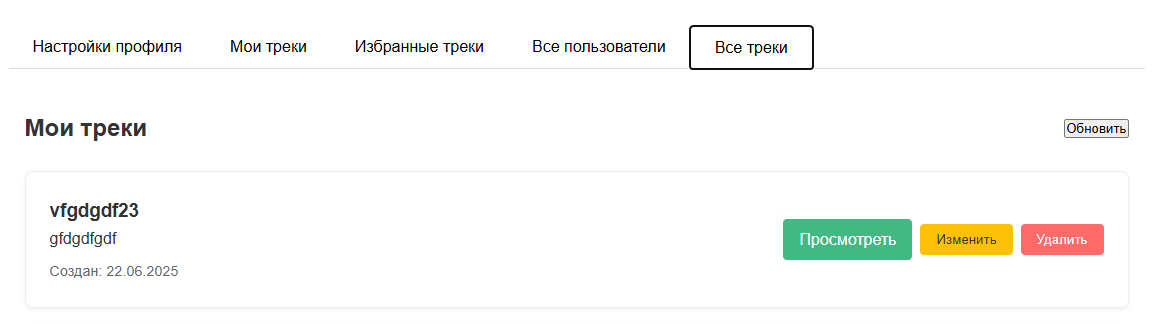 Настройки профиля Мои треки Избранные треки Все пользователи Все треки
Мои треки Обновить
vfgdgdf23
gfdgdfgdf
Просмотреть Изменить Удалить
Создан: 22.06.2025